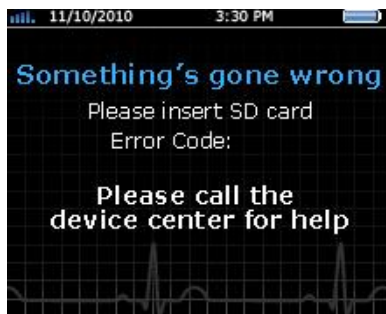 11/10/2010 3:30 PM
Something's gone wrong
Please insert SD card
Error Code:
Please call the
device center for help